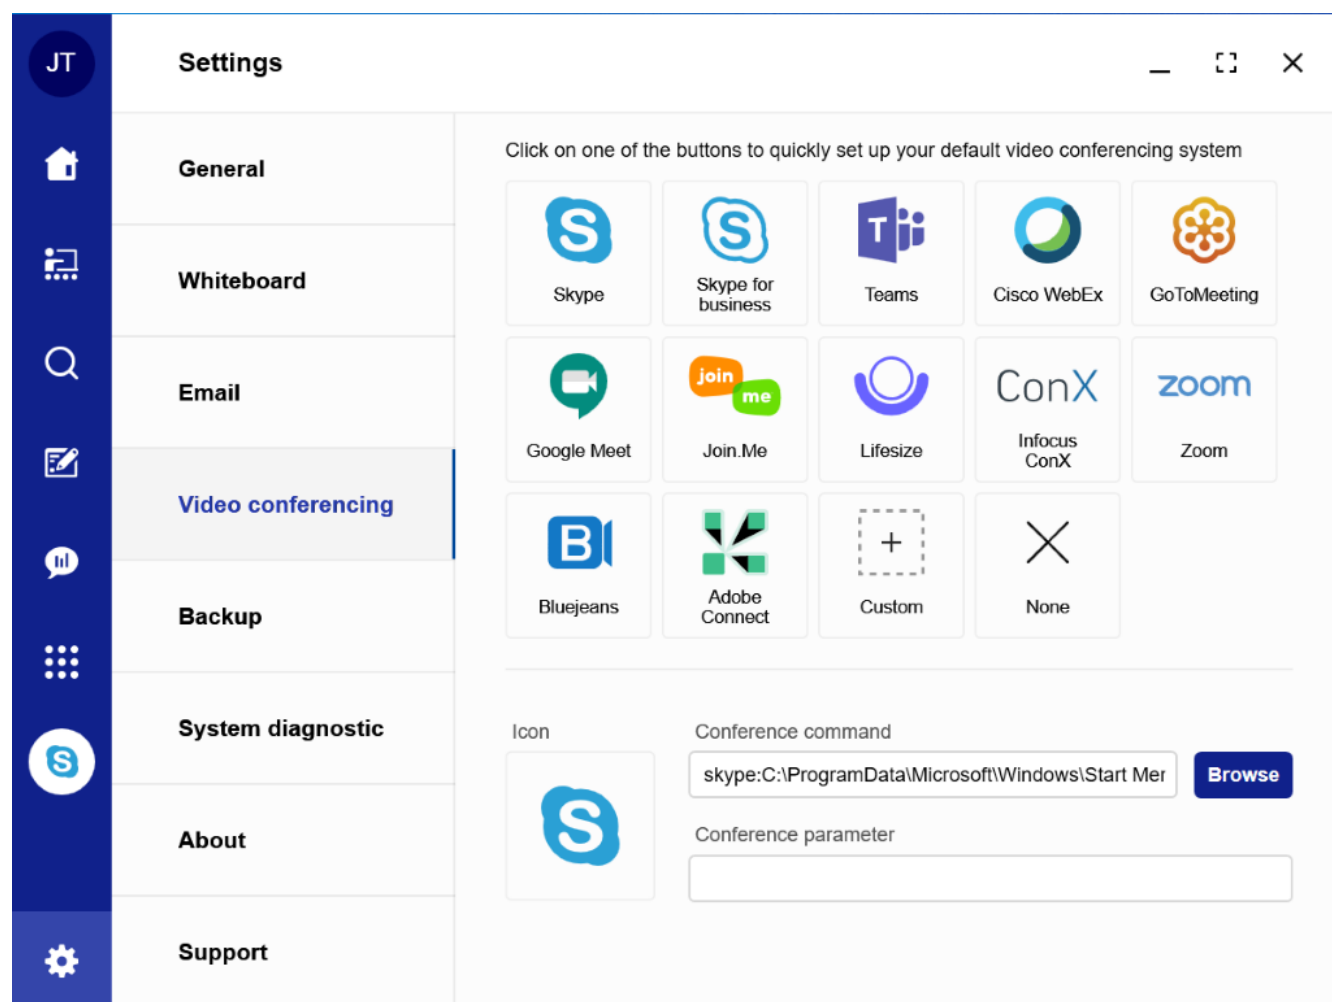 JT
Settings
General
Whiteboard
Email
Video conferencing
Backup
System diagnostic
About
Support
Click on one of the buttons to quickly set up your default video conferencing system
S
Skype
S
Skype for
business
T
Teams
Cisco WebEx
GoToMeeting
Google Meet
join
me
Join.Me
Lifesize
ConX
Infocus
ConX
zoom
Zoom
B
Bluejeans
Adobe
Connect
Custom
None
Icon
S
S
Conference command
skype:C:\ProgramData\Microsoft\Windows\Start Mer
Browse
Conference parameter